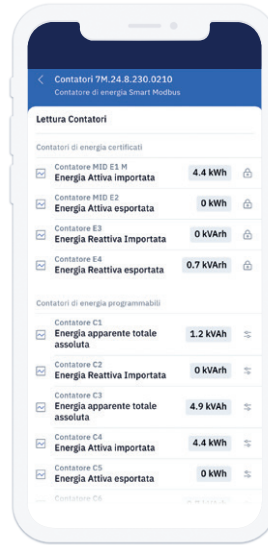 Contatori 7M.24.8.230.0210
Contatore di energia Smart Modbus
Lettura Contatori
Contatori di energia certificati
Contatore MID E1 M
Energia Attiva importata
4.4 kWh
Contatore MID E2
Energia Attiva esportata
0 kWh
Contatore E3
Energia Reattiva Importata
0 kVArh
Contatore E4
Energia Reattiva esportata
0.7 kVArh
Contatori di energia programmabili
Contatore C1
Energia apparente totale
assoluta
1.2 kVAh
Contatore C2
Energia Reattiva Importata
0 kVArh
Contatore C3
Energia apparente totale
assoluta
4.9 kVAh
Contatore C4
Energia Attiva importata
4.4 kWh
Contatore C5
Energia Attiva esportata
0 kWh
Contatore C6